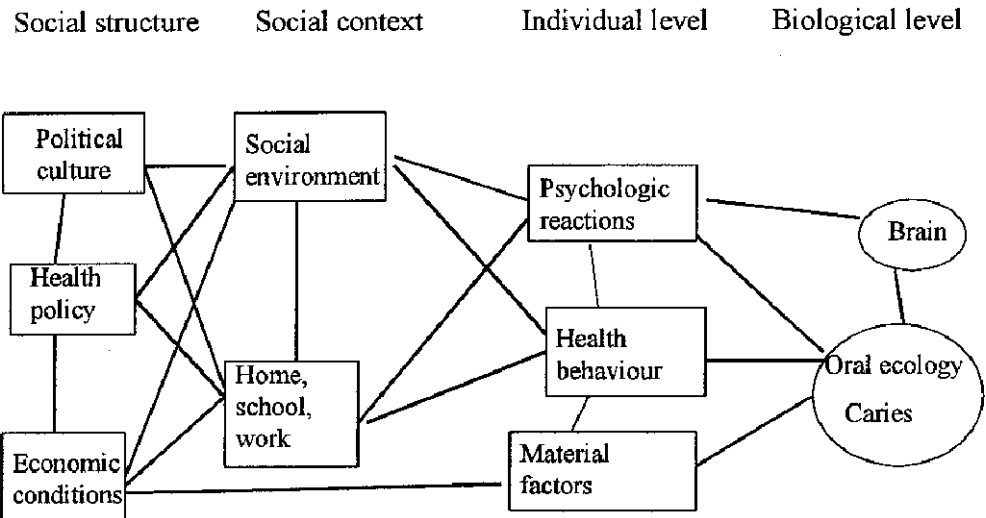 Social structure
Social context
Individual level
Biological level
Political
culture
Health
policy
Economic
conditions
Social
environment
Home,
school,
work
Psychologic
reactions
Health
behaviour
Material
factors
Brain
Oral ecology
Caries